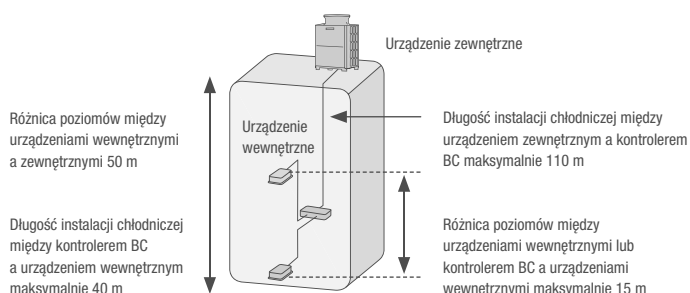 Urządzenie zewnętrzne
Różnica poziomów między
urządzeniami wewnętrznymi
a zewnętrznymi 50 m
Urządzenie
wewnętrzne
Długość instalacji chłodniczej między
urządzeniem zewnętrznym a kontrolerem
BC maksymalnie 110 m
Długość instalacji chłodniczej
między kontrolerem BC
a urządzeniem wewnętrznym
maksymalnie 40 m
Różnica poziomów między
urządzeniami wewnętrznymi lub
kontrolerem BC a urządzeniami
wewnętrznymi maksymalnie 15 m